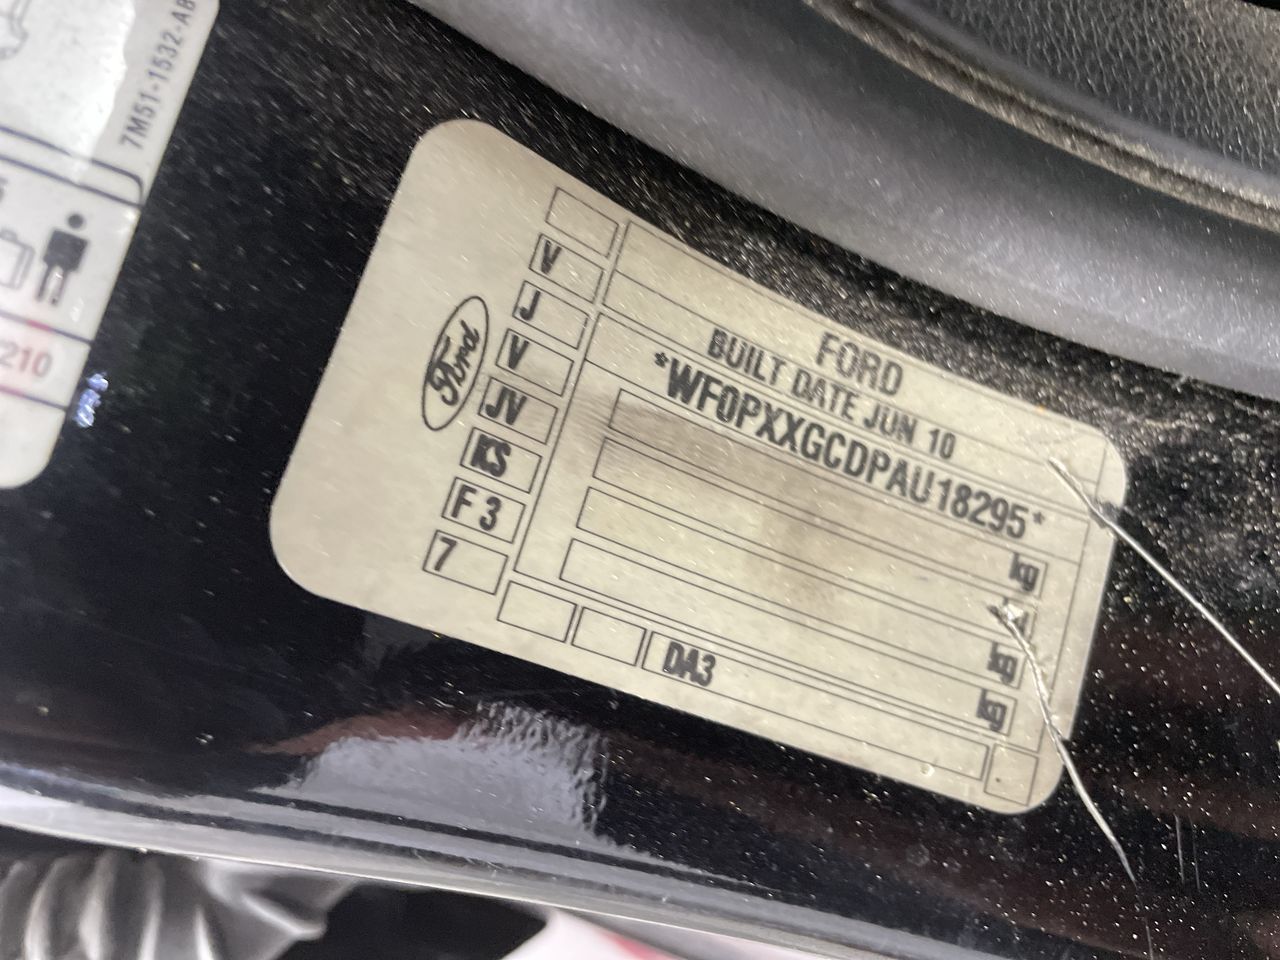 7M51-1532-AB
210
Ford
FORD
BUILT DATE JUN 10
*WF0PXXGCDPAU18295*
V
J
V
JV
KS
F 3
7
kg
kg
kg
DA3